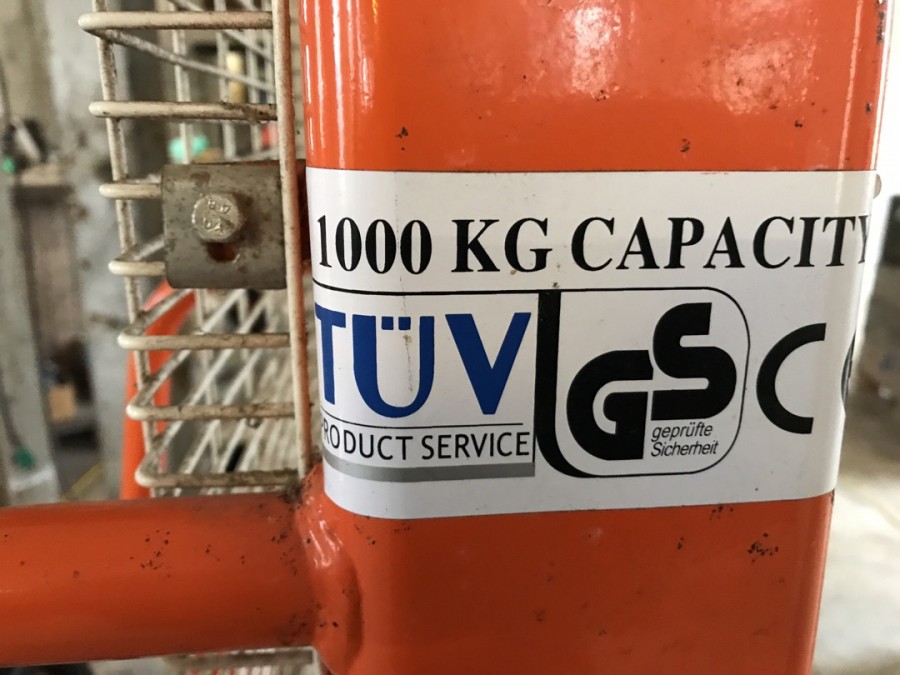 1000 KG CAPACITY
TÜV
PRODUCT SERVICE
GS
geprüfte
Sicherheit
C